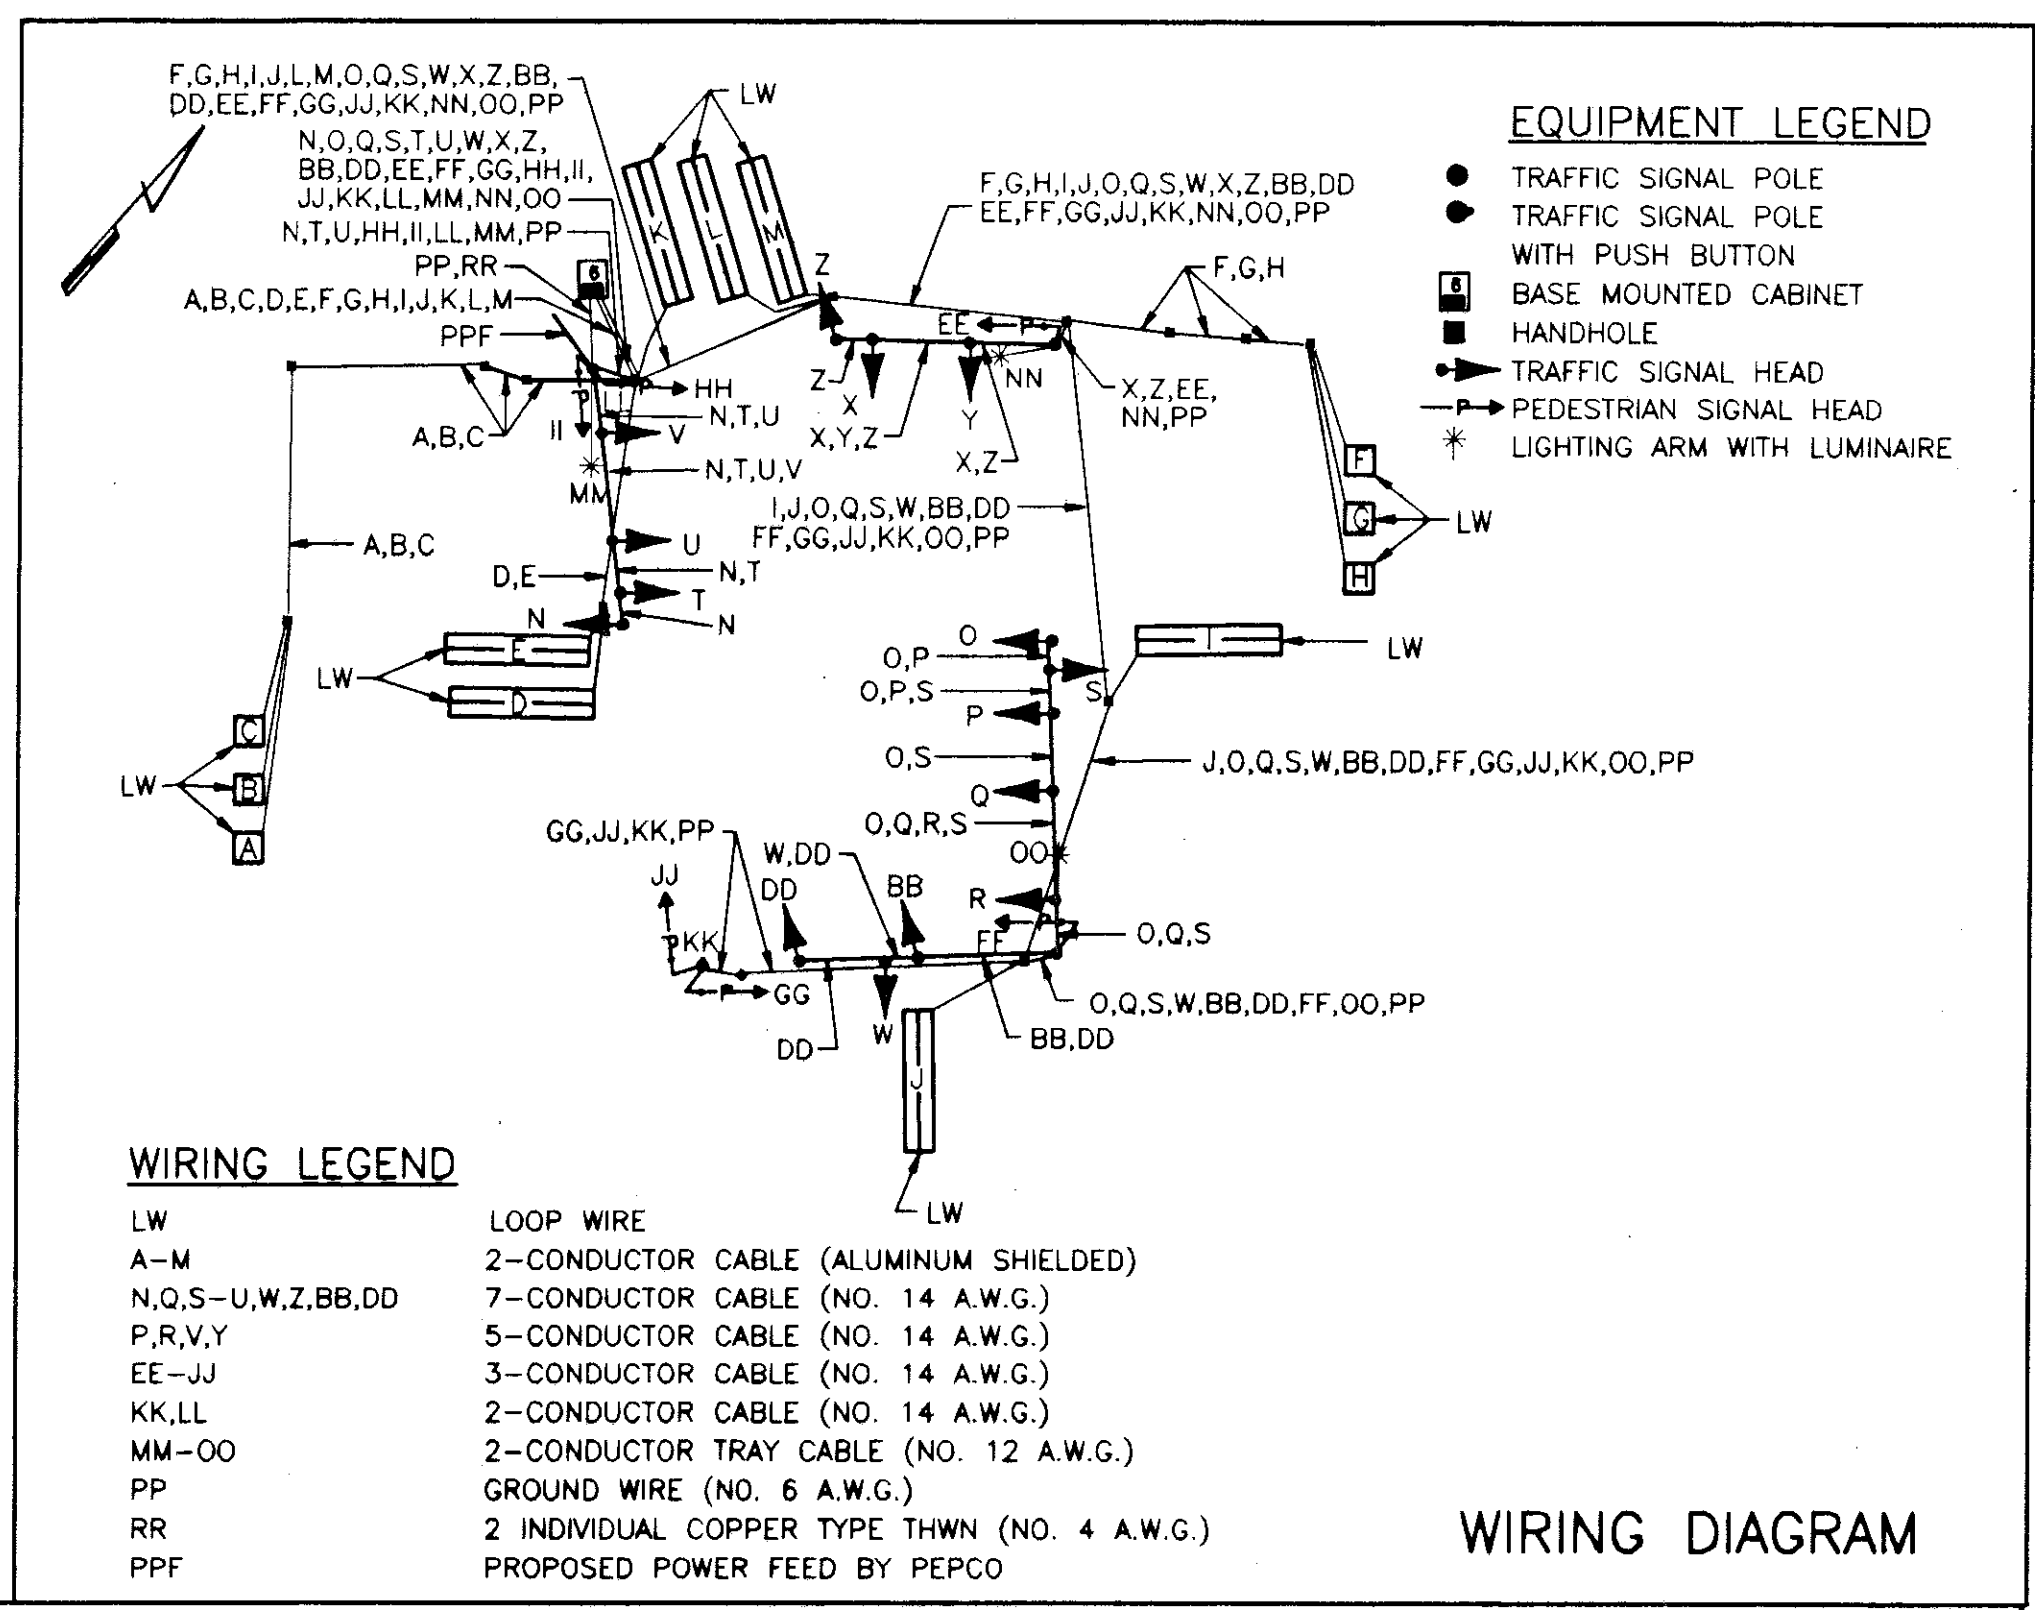 F,G,H,I,J,L,M,O,Q,S,W,X,Z,BB,
DD,EE,FF,GG,JJ,KK,NN,OO,PP
N,O,Q,S,T,U,W,X,Z,
BB,DD,EE,FF,GG,HH,II,
JJ,KK,LL,MM,NN,OO
N,T,U,HH,II,LL,MM,PP
PP,RR
6
A,B,C,D,E,F,G,H,I,J,K,L,M
PPF
LW
K
L
M
Z
F,G,H,I,J,O,Q,S,W,X,Z,BB,DD
EE,FF,GG,JJ,KK,NN,OO,PP
F,G,H
EE
P
NN
Z
X
X,Y,Z
Y
X,Z
X,Z,EE,
NN,PP
P
HH
P
II
N,T,U
V
A,B,C
MM
N,T,U,V
I,J,O,Q,S,W,BB,DD
FF,GG,JJ,KK,OO,PP
F
G
H
LW
A,B,C
U
D,E
N,T
T
N
N
E
D
LW
O
O,P
S
O,P,S
P
I
LW
O,S
Q
J,O,Q,S,W,BB,DD,FF,GG,JJ,KK,OO,PP
C
B
A
LW
O,Q,R,S
GG,JJ,KK,PP
W,DD
OO
JJ
DD
BB
R
P
FF
O,Q,S
P
KK
P
GG
W
DD
O,Q,S,W,BB,DD,FF,OO,PP
BB,DD
J
LW
EQUIPMENT LEGEND
TRAFFIC SIGNAL POLE
TRAFFIC SIGNAL POLE
WITH PUSH BUTTON
6 BASE MOUNTED CABINET
HANDHOLE
TRAFFIC SIGNAL HEAD
P PEDESTRIAN SIGNAL HEAD
LIGHTING ARM WITH LUMINAIRE
WIRING LEGEND
LW LOOP WIRE
A-M 2-CONDUCTOR CABLE (ALUMINUM SHIELDED)
N,Q,S-U,W,Z,BB,DD 7-CONDUCTOR CABLE (NO. 14 A.W.G.)
P,R,V,Y 5-CONDUCTOR CABLE (NO. 14 A.W.G.)
EE-JJ 3-CONDUCTOR CABLE (NO. 14 A.W.G.)
KK,LL 2-CONDUCTOR CABLE (NO. 14 A.W.G.)
MM-OO 2-CONDUCTOR TRAY CABLE (NO. 12 A.W.G.)
PP GROUND WIRE (NO. 6 A.W.G.)
RR 2 INDIVIDUAL COPPER TYPE THWN (NO. 4 A.W.G.)
PPF PROPOSED POWER FEED BY PEPCO
WIRING DIAGRAM